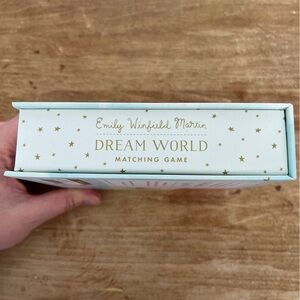 Emily Winfield Martin
DREAM WORLD
MATCHING GAME